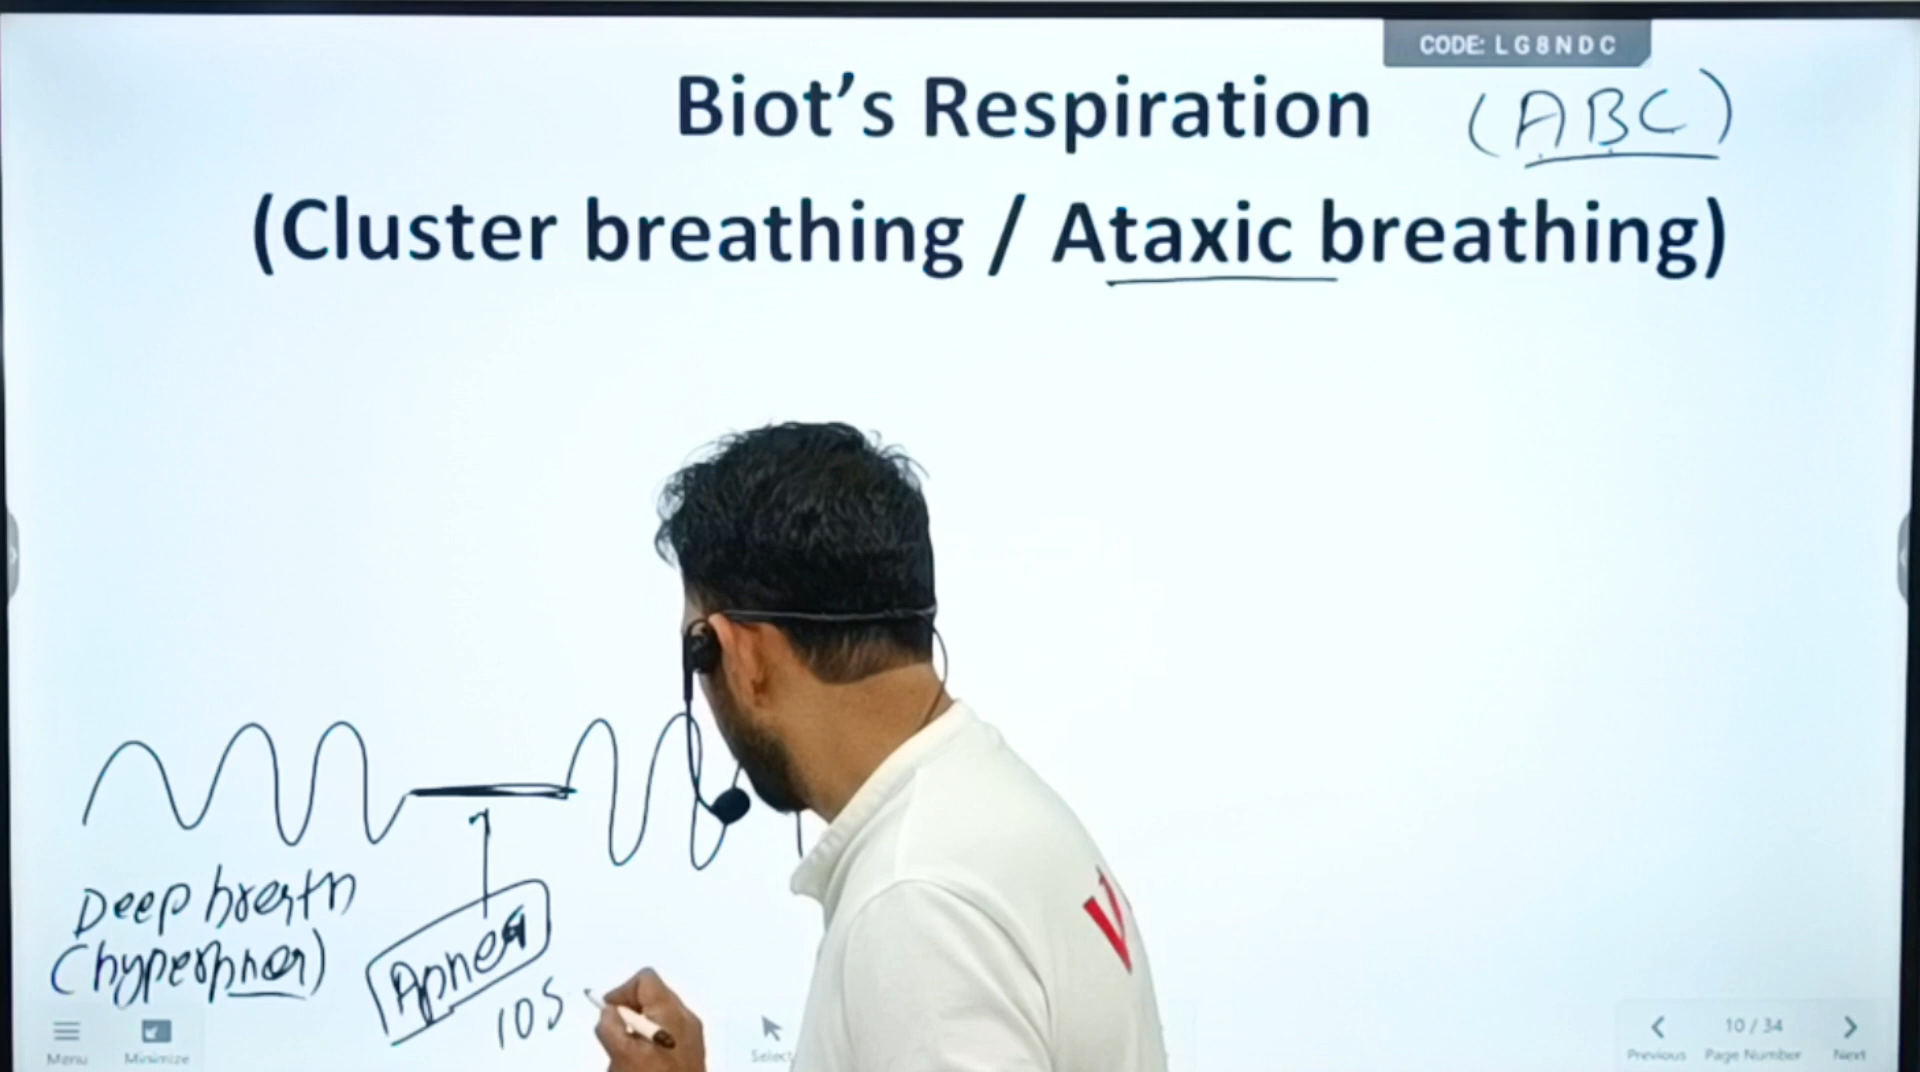 CODE: LG8NDC
Biot's Respiration (ABC)
(Cluster breathing / Ataxic breathing)
Deep breath
(hyperpnea)
Apnea
10s
Menu
Minimize
Select
Previous
10 / 34
Page Number
Next
V